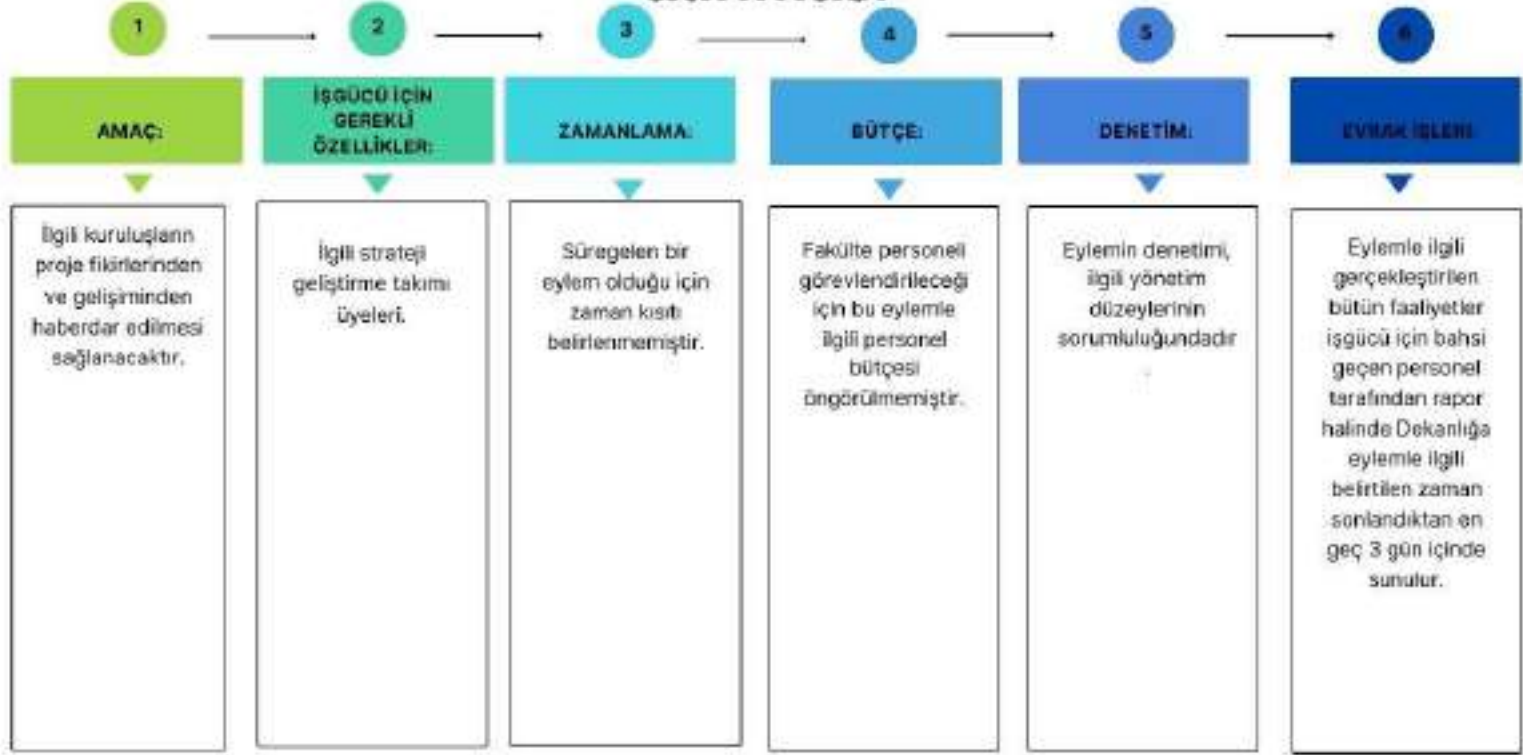 1
2
3
4
5
6
AMAÇ:
İlgili kuruluşların
proje fikirlerinden
ve gelişiminden
haberdar edilmesi
sağlanacaktır.
İŞGÜCÜ İÇİN
GEREKLİ
ÖZELLİKLER:
İlgili strateji
geliştirme takımı
üyeleri.
ZAMANLAMA:
Süregelen bir
eylem olduğu için
zaman kısıtı
belirlenmemiştir.
BÜTÇE:
Fakülte personeli
görevlendirileceği
için bu eylemle
ilgili personel
bütçesi
öngörülmemiştir.
DENETİM:
Eylemin denetimi,
ilgili yönetim
düzeylerinin
sorumluluğundadır
.
EVRAK İŞLERİ:
Eylemle ilgili
gerçekleştirilen
bütün faaliyetler
işgücü için bahsi
geçen personel
tarafından rapor
halinde Dekanlığa
eylemle ilgili
belirtilen zaman
sonlandıktan en
geç 3 gün içinde
sunulur.